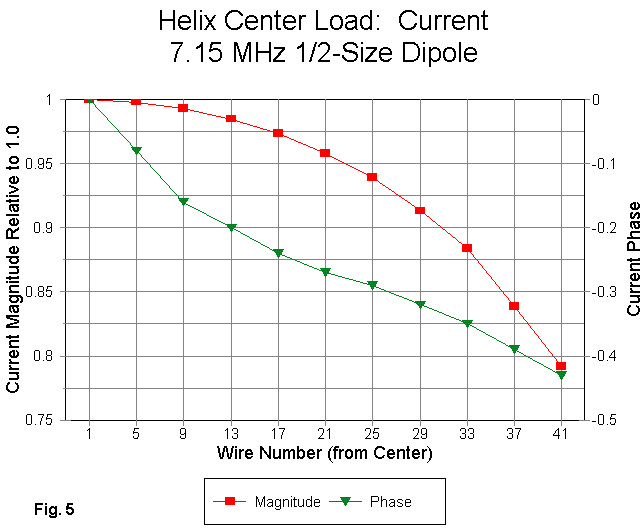 Helix Center Load:  Current
7.15 MHz 1/2-Size Dipole
Current Magnitude Relative to 1.0
1
0.95
0.9
0.85
0.8
0.75
0
-0.1
-0.2
-0.3
-0.4
-0.5
Current Phase
1 5 9 13 17 21 25 29 33 37 41
Wire Number (from Center)
Magnitude Phase
Fig. 5